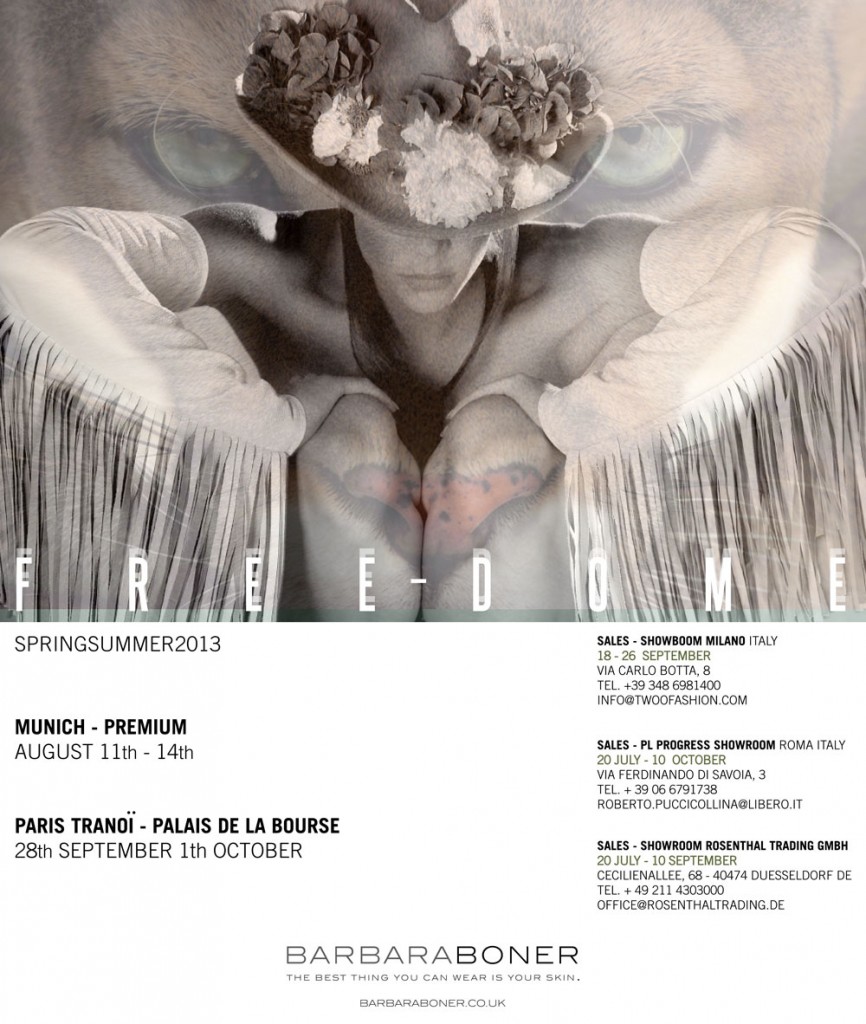 FREE-DOME
SPRINGSUMMER2013
MUNICH - PREMIUM
AUGUST 11th - 14th
PARIS TRANOÏ - PALAIS DE LA BOURSE
28th SEPTEMBER 1th OCTOBER
SALES - SHOWBOOM MILANO ITALY
18 - 26 SEPTEMBER
VIA CARLO BOTTA, 8
TEL. +39 348 6981400
INFO@TWOOFASHION.COM
SALES - PL PROGRESS SHOWROOM ROMA ITALY
20 JULY - 10 OCTOBER
VIA FERDINANDO DI SAVOIA, 3
TEL. + 39 06 6791738
ROBERTO.PUCCICOLLINA@LIBERO.IT
SALES - SHOWROOM ROSENTHAL TRADING GMBH
20 JULY - 10 SEPTEMBER
CECILIENALLEE, 68 - 40474 DUESSELDORF DE
TEL. + 49 211 4303000
OFFICE@ROSENTHALTRADING.DE
BARBARABONER
THE BEST THING YOU CAN WEAR IS YOUR SKIN.
BARBARABONER.CO.UK